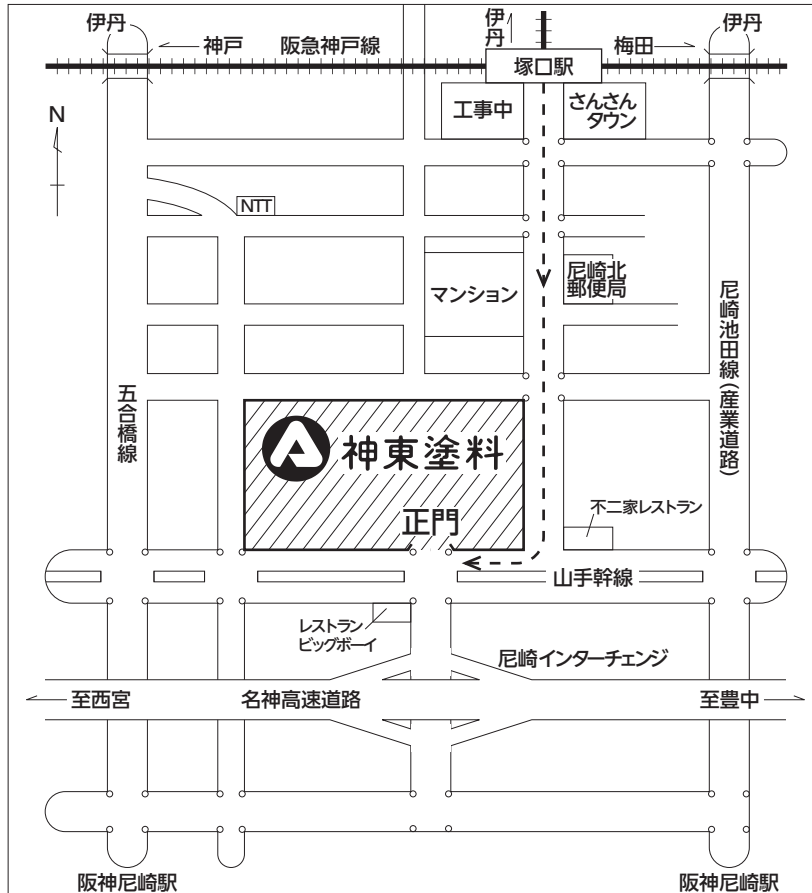 伊丹
神戸
阪急神戸線
伊丹
梅田
伊丹
塚口駅
N
工事中
さんさん
タウン
NTT
マンション
尼崎北
郵便局
五合橋線
尼崎池田線(産業道路)
神東塗料
正門
不二家レストラン
山手幹線
レストラン
ビッグボーイ
尼崎インターチェンジ
至西宮
名神高速道路
至豊中
阪神尼崎駅
阪神尼崎駅